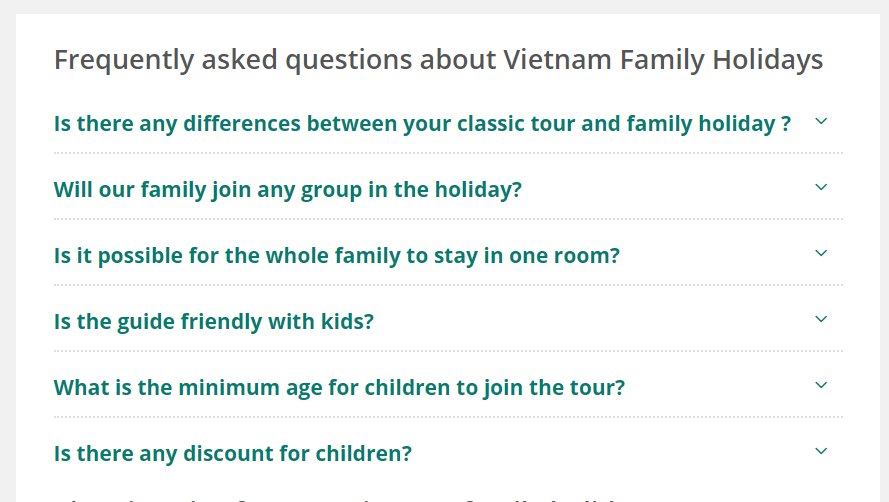 Frequently asked questions about Vietnam Family Holidays
Is there any differences between your classic tour and family holiday ?
Will our family join any group in the holiday?
Is it possible for the whole family to stay in one room?
Is the guide friendly with kids?
What is the minimum age for children to join the tour?
Is there any discount for children?